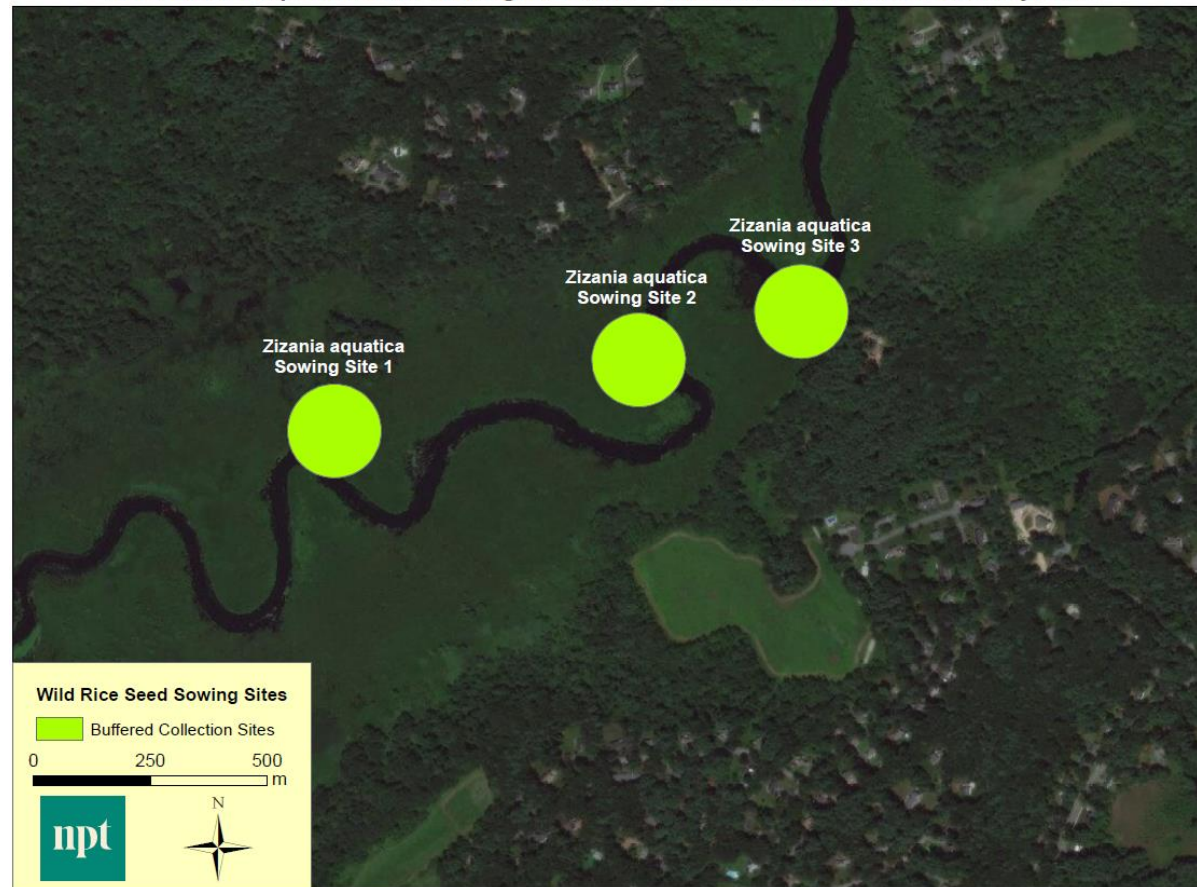 Zizania aquatica
Sowing Site 3
Zizania aquatica
Sowing Site 2
Zizania aquatica
Sowing Site 1
Wild Rice Seed Sowing Sites
Buffered Collection Sites
0 250 500
m
N
npt